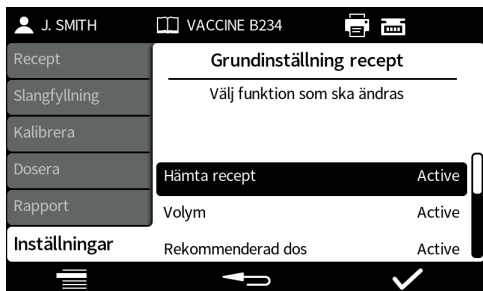 J. SMITH
VACCINE B234
Recept
Slangfyllning
Kalibrera
Dosera
Rapport
Inställningar
Grundinställning recept
Välj funktion som ska ändras
Hämta recept Active
Volym Active
Rekommenderad dos Active